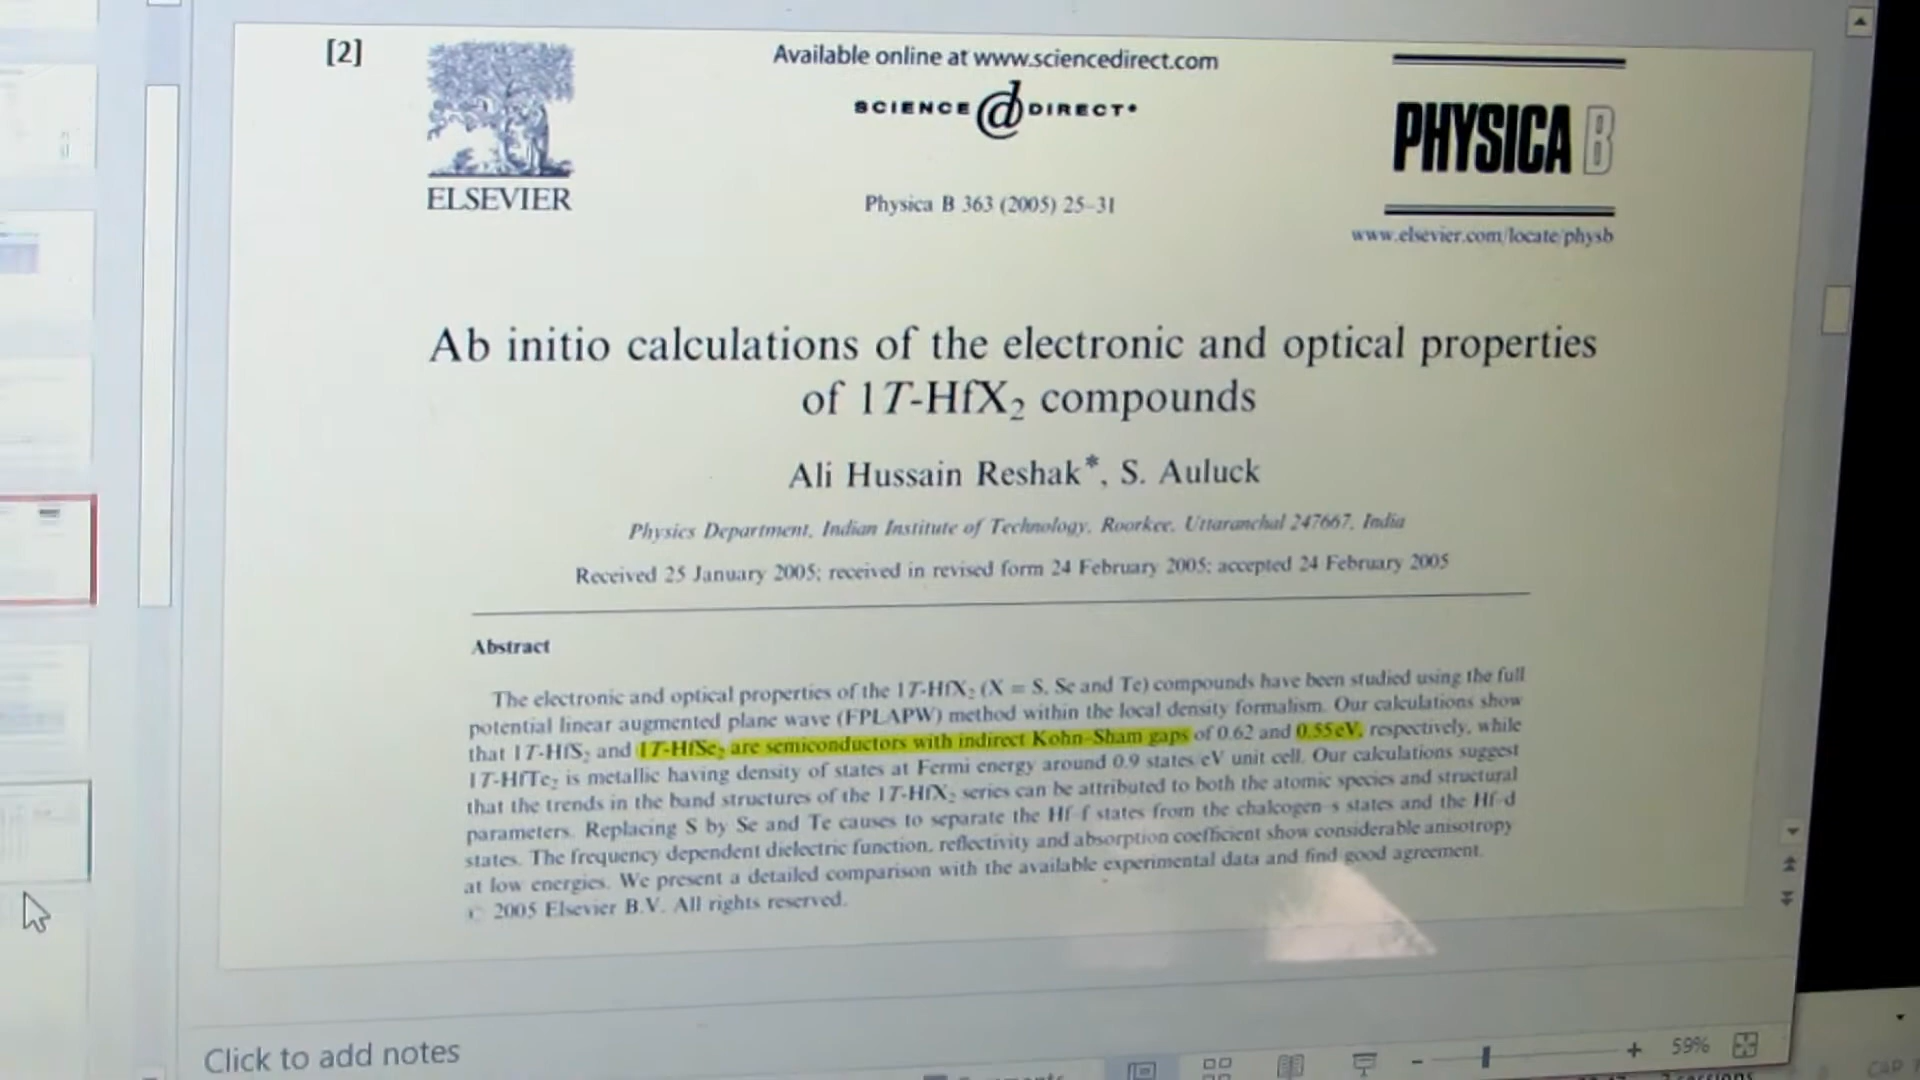 [2]
Available online at www.sciencedirect.com
SCIENCE @ DIRECT•
PHYSICA B
ELSEVIER
Physica B 363 (2005) 25–31
www.elsevier.com/locate/physb
Ab initio calculations of the electronic and optical properties
of 1T-HfX₂ compounds
Ali Hussain Reshak*, S. Auluck
Physics Department, Indian Institute of Technology, Roorkee, Uttaranchal 247667, India
Received 25 January 2005; received in revised form 24 February 2005; accepted 24 February 2005
Abstract
The electronic and optical properties of the 1T-HfX₂ (X = S, Se and Te) compounds have been studied using the full
potential linear augmented plane wave (FPLAPW) method within the local density formalism. Our calculations show
that 1T-HfS₂ and 1T-HfSe₂ are semiconductors with indirect Kohn–Sham gaps of 0.62 and 0.55 eV, respectively, while
1T-HfTe₂ is metallic having density of states at Fermi energy around 0.9 states/eV unit cell. Our calculations suggest
that the trends in the band structures of the 1T-HfX₂ series can be attributed to both the atomic species and structural
parameters. Replacing S by Se and Te causes to separate the Hf-f states from the chalcogen-s states and the Hf-d
states. The frequency dependent dielectric function, reflectivity and absorption coefficient show considerable anisotropy
at low energies. We present a detailed comparison with the available experimental data and find good agreement.
© 2005 Elsevier B.V. All rights reserved.
Click to add notes
59%